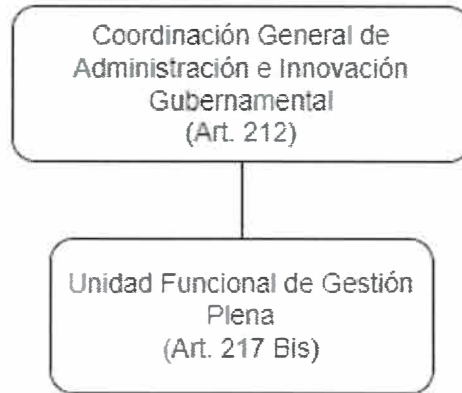 Coordinación General de
Administración e Innovación
Gubernamental
(Art. 212)
Unidad Funcional de Gestión
Plena
(Art. 217 Bis)